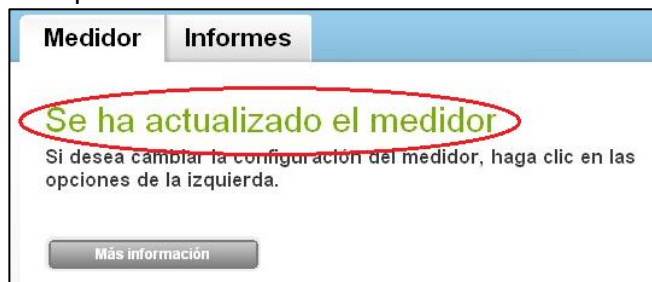 Medidor Informes
Se ha actualizado el medidor
Si desea cambiar la configuración del medidor, haga clic en las
opciones de la izquierda.
Más información